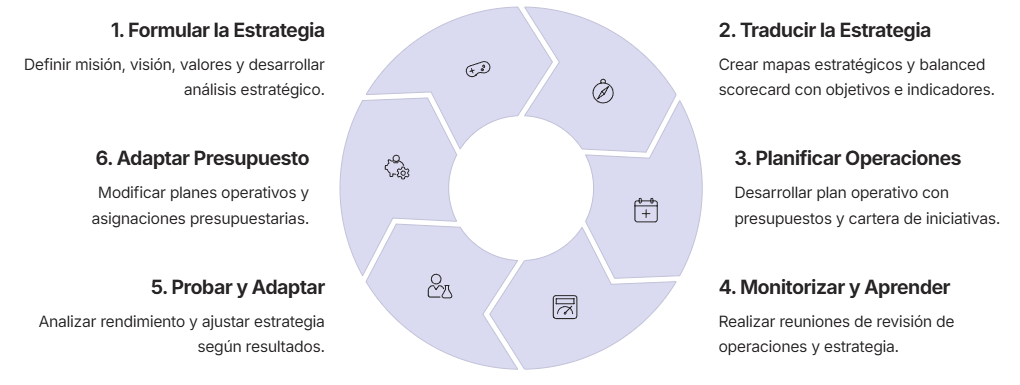 1. Formular la Estrategia
Definir misión, visión, valores y desarrollar
análisis estratégico.
2. Traducir la Estrategia
Crear mapas estratégicos y balanced
scorecard con objetivos e indicadores.
3. Planificar Operaciones
Desarrollar plan operativo con
presupuestos y cartera de iniciativas.
4. Monitorizar y Aprender
Realizar reuniones de revisión de
operaciones y estrategia.
5. Probar y Adaptar
Analizar rendimiento y ajustar estrategia
según resultados.
6. Adaptar Presupuesto
Modificar planes operativos y
asignaciones presupuestarias.